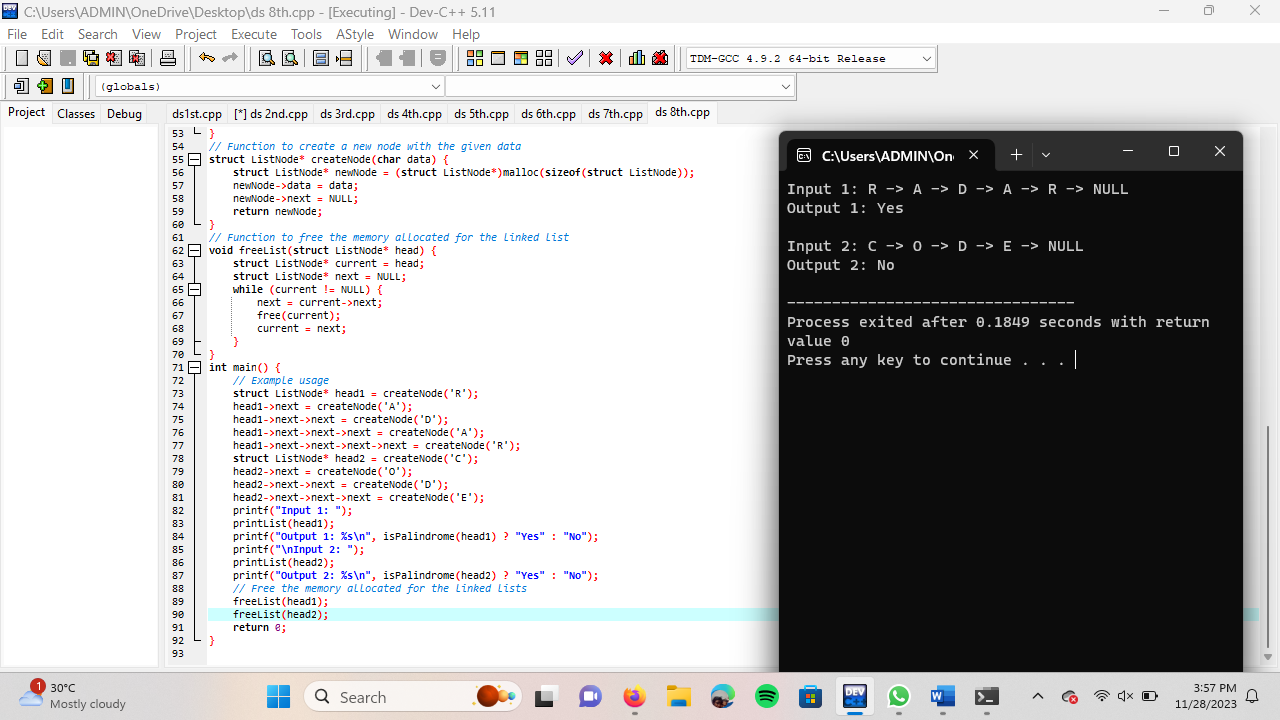 C:\Users\ADMIN\OneDrive\Desktop\ds 8th.cpp - [Executing] - Dev-C++ 5.11
File Edit Search View Project Execute Tools AStyle Window Help
TDM-GCC 4.9.2 64-bit Release
(globals)
Project Classes Debug
ds1st.cpp [*] ds 2nd.cpp ds 3rd.cpp ds 4th.cpp ds 5th.cpp ds 6th.cpp ds 7th.cpp ds 8th.cpp
53 }
54 // Function to create a new node with the given data
55 struct ListNode* createNode(char data) {
56 struct ListNode* newNode = (struct ListNode*)malloc(sizeof(struct ListNode));
57 newNode->data = data;
58 newNode->next = NULL;
59 return newNode;
60 }
61 // Function to free the memory allocated for the linked list
62 void freeList(struct ListNode* head) {
63 struct ListNode* current = head;
64 struct ListNode* next = NULL;
65 while (current != NULL) {
66 next = current->next;
67 free(current);
68 current = next;
69 }
70 }
71 int main() {
72 // Example usage
73 struct ListNode* head1 = createNode('R');
74 head1->next = createNode('A');
75 head1->next->next = createNode('D');
76 head1->next->next->next = createNode('A');
77 head1->next->next->next->next = createNode('R');
78 struct ListNode* head2 = createNode('C');
79 head2->next = createNode('O');
80 head2->next->next = createNode('D');
81 head2->next->next->next = createNode('E');
82 printf("Input 1: ");
83 printList(head1);
84 printf("Output 1: %s\n", isPalindrome(head1) ? "Yes" : "No");
85 printf("\nInput 2: ");
86 printList(head2);
87 printf("Output 2: %s\n", isPalindrome(head2) ? "Yes" : "No");
88 // Free the memory allocated for the linked lists
89 freeList(head1);
90 freeList(head2);
91 return 0;
92 }
93
C:\Users\ADMIN\On
Input 1: R -> A -> D -> A -> R -> NULL
Output 1: Yes
Input 2: C -> O -> D -> E -> NULL
Output 2: No
--------------------------------
Process exited after 0.1849 seconds with return
value 0
Press any key to continue . . .
1
30°C
Mostly cloudy
Search
DEV
3:57 PM
11/28/2023